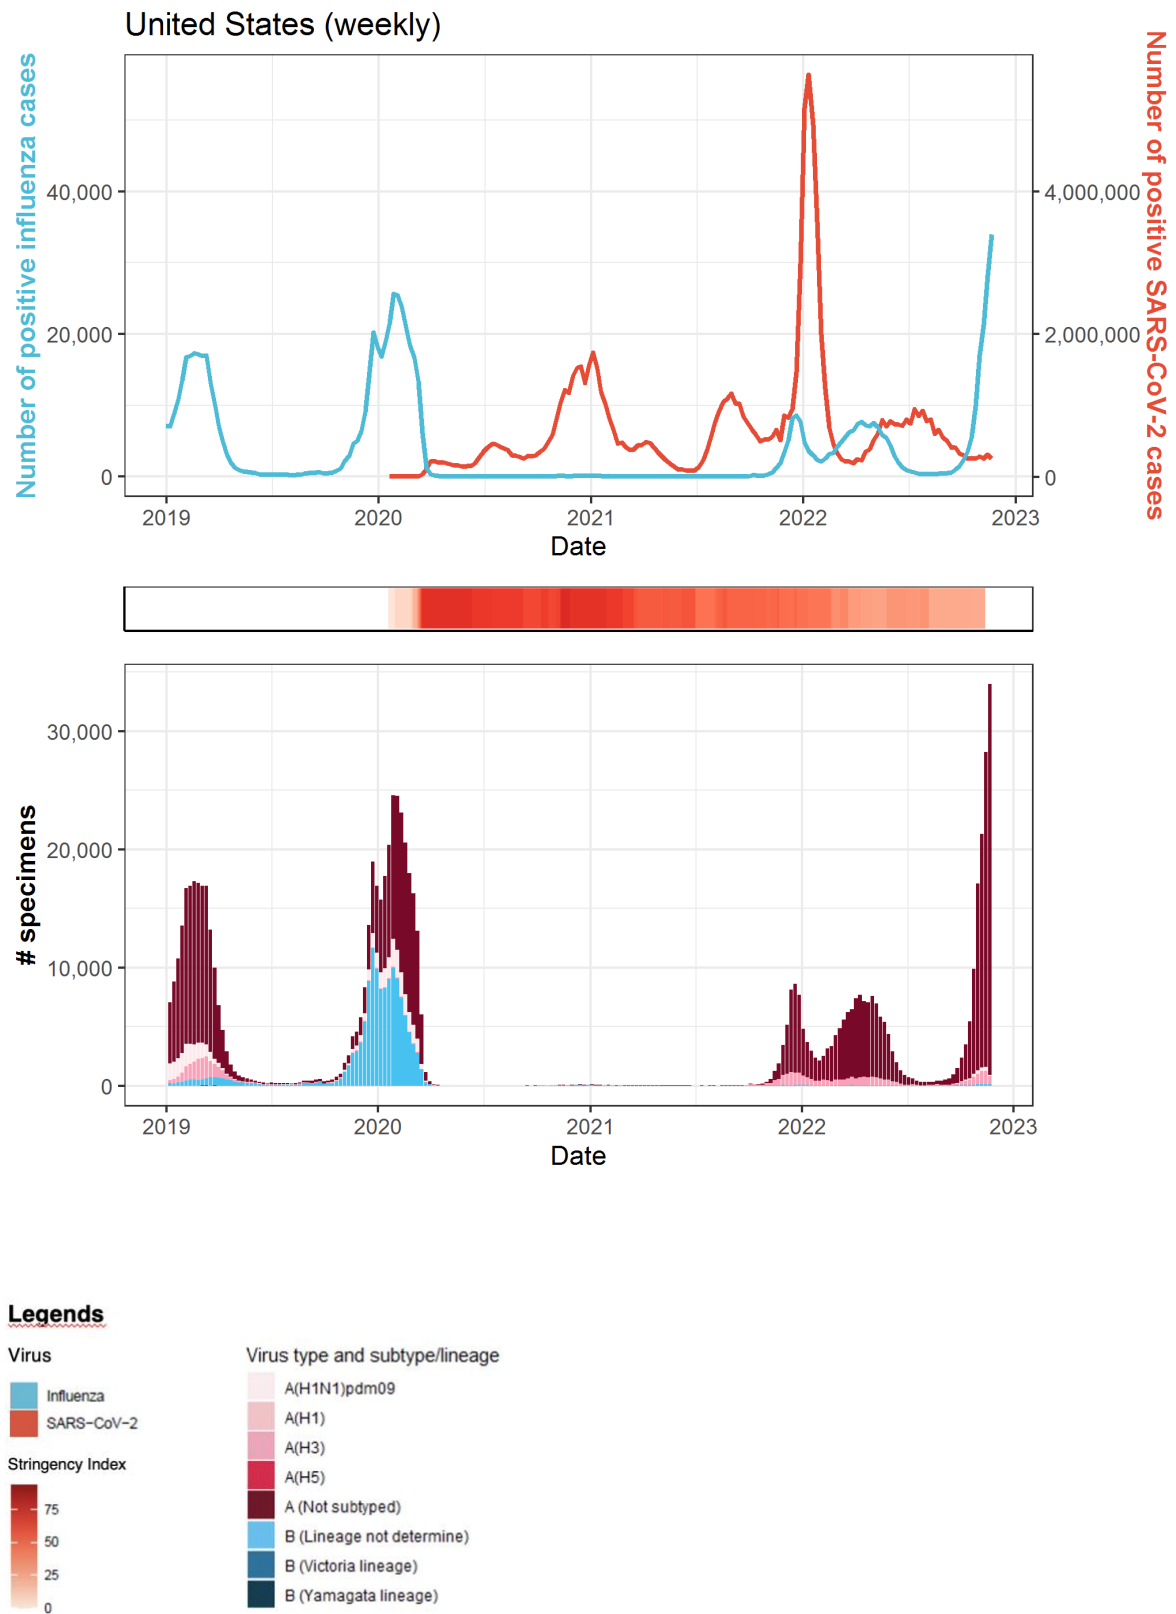 United States (weekly)
Number of positive influenza cases
Number of positive SARS-CoV-2 cases
40,000
20,000
0
4,000,000
2,000,000
0
2019
2020
2021
2022
2023
Date
# specimens
30,000
20,000
10,000
0
2019
2020
2021
2022
2023
Date
Legends
Virus
Influenza
SARS-CoV-2
Stringency Index
75
50
25
0
Virus type and subtype/lineage
A(H1N1)pdm09
A(H1)
A(H3)
A(H5)
A (Not subtyped)
B (Lineage not determine)
B (Victoria lineage)
B (Yamagata lineage)